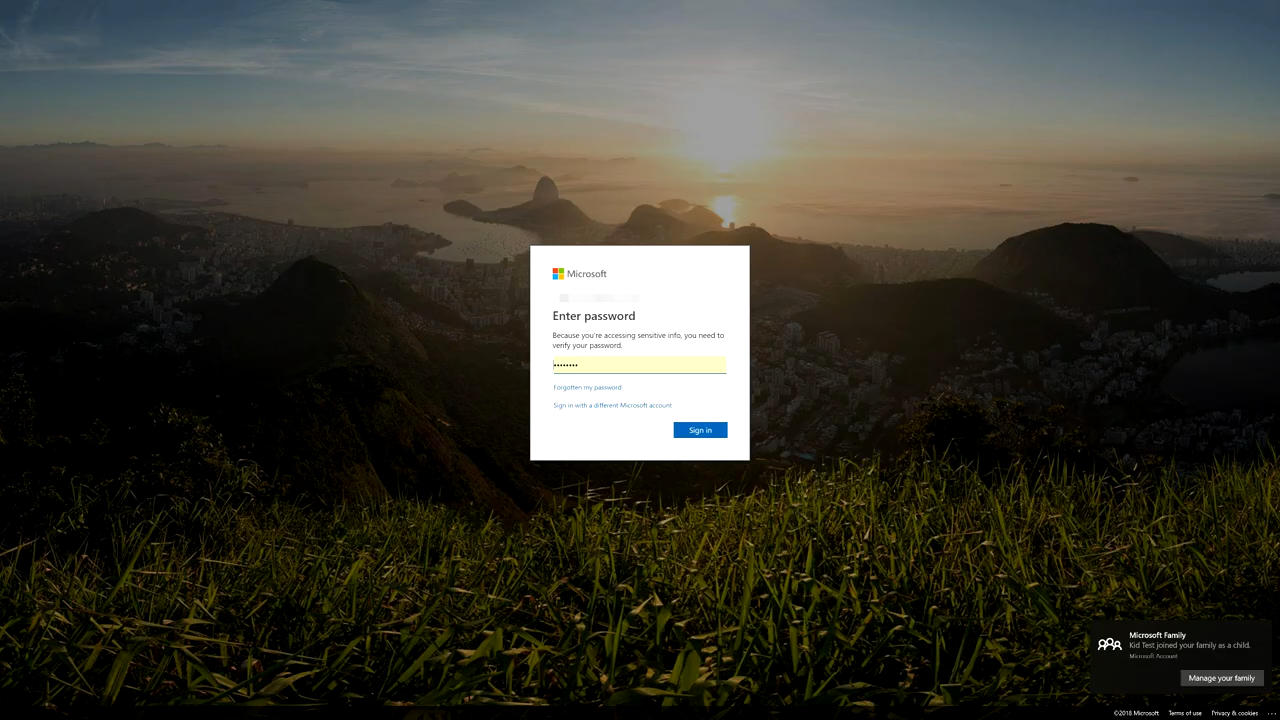 Microsoft
Enter password
Because you're accessing sensitive info, you need to
verify your password.
••••••••
Forgotten my password
Sign in with a different Microsoft account
Sign in
Microsoft Family
Kid Test joined your family as a child.
Microsoft Account
Manage your family
©2018 Microsoft Terms of use Privacy & cookies ...